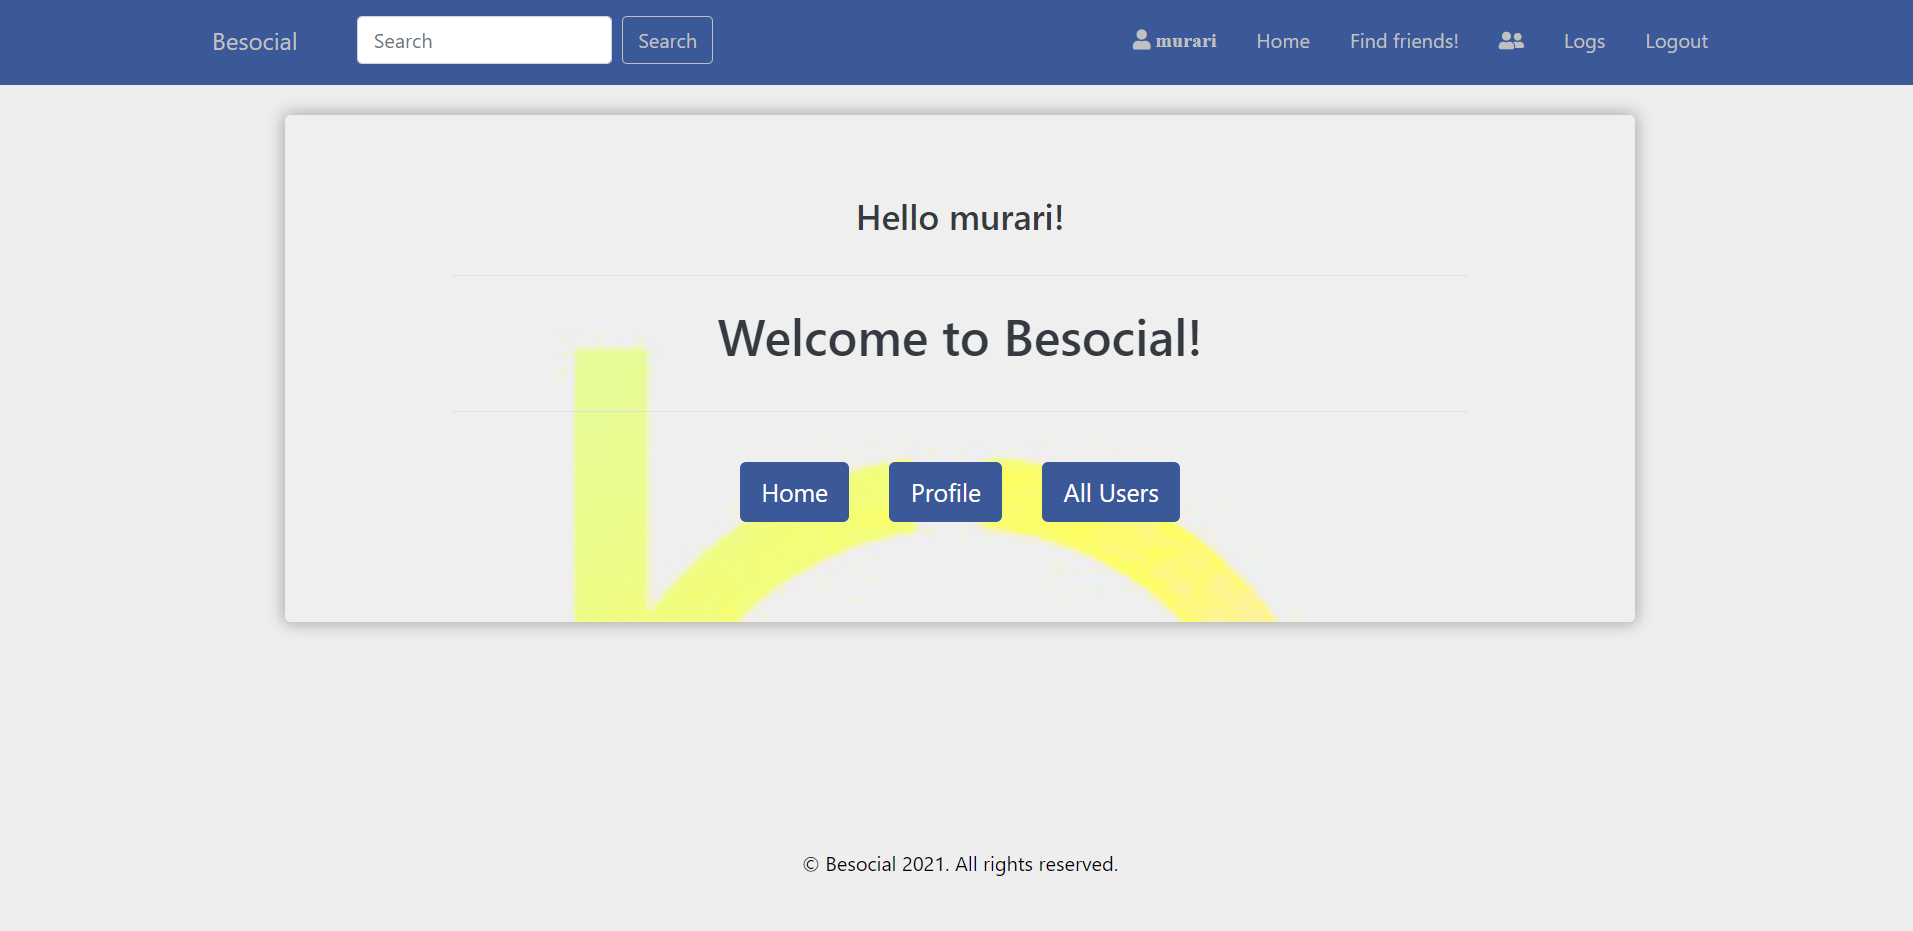 Besocial Search Search murari Home Find friends! Logs Logout
Hello murari!
Welcome to Besocial!
Home Profile All Users
© Besocial 2021. All rights reserved.